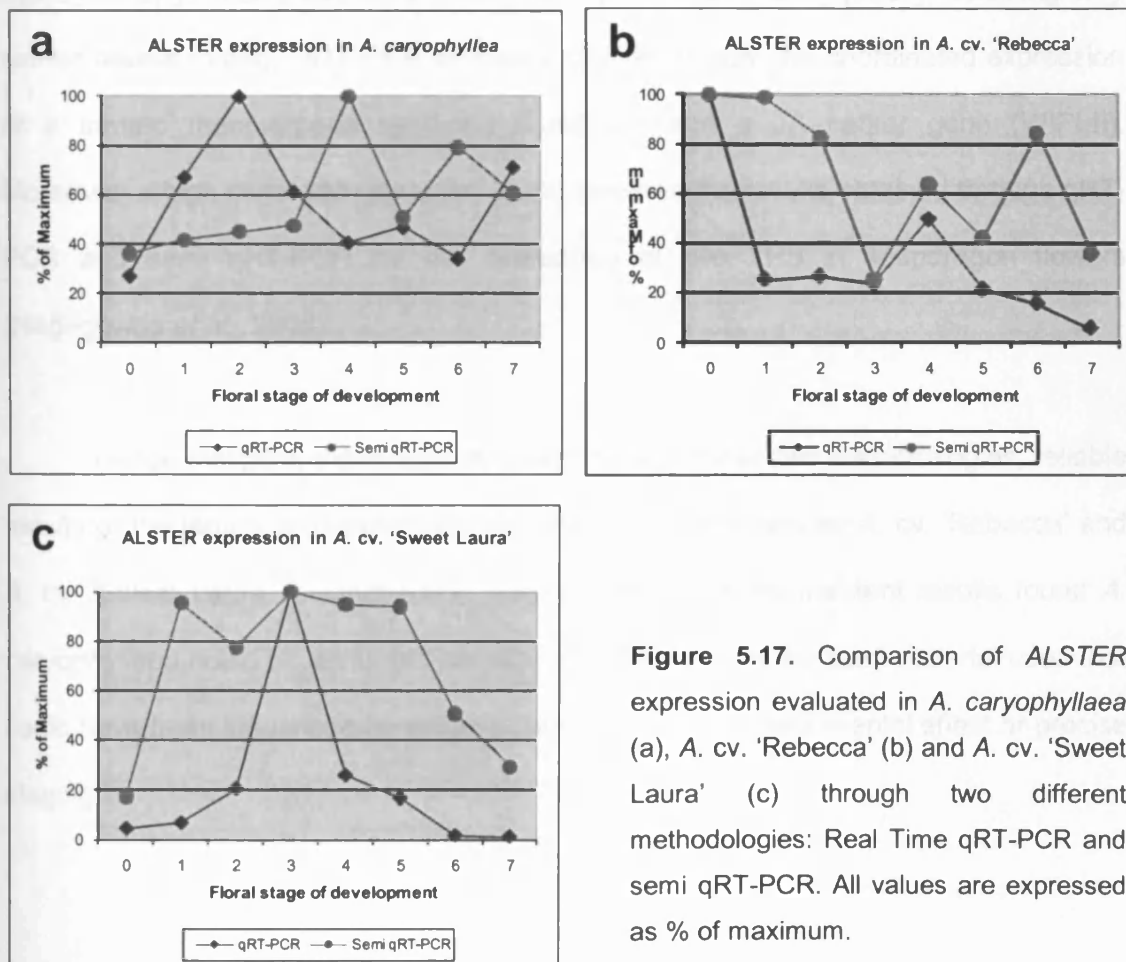 a
ALSTER expression in A. caryophyllea
100
80
60
40
20
0
% of Maximum
0 1 2 3 4 5 6 7
Floral stage of development
qRT-PCR Semi qRT-PCR
b
ALSTER expression in A. cv. 'Rebecca'
100
80
60
40
20
0
% of Maximum
0 1 2 3 4 5 6 7
Floral stage of development
qRT-PCR Semi qRT-PCR
c
ALSTER expression in A. cv. 'Sweet Laura'
100
80
60
40
20
0
% of Maximum
0 1 2 3 4 5 6 7
Floral stage of development
qRT-PCR Semi qRT-PCR
Figure 5.17. Comparison of ALSTER
expression evaluated in A. caryophyllaea
(a), A. cv. 'Rebecca' (b) and A. cv. 'Sweet
Laura' (c) through two different
methodologies: Real Time qRT-PCR and
semi qRT-PCR. All values are expressed
as % of maximum.